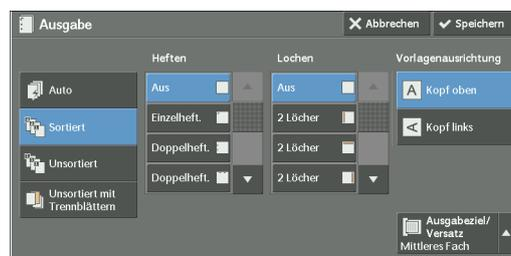 Ausgabe
Abbrechen
Speichern
Heften
Lochen
Vorlagenausrichtung
Auto
Sortiert
Unsortiert
Unsortiert mit
Trennblättern
Aus
Einzelheft.
Doppelheft.
Doppelheft.
Aus
2 Löcher
2 Löcher
2 Löcher
A Kopf oben
A Kopf links
Ausgabeziel/
Versatz
Mittleres Fach